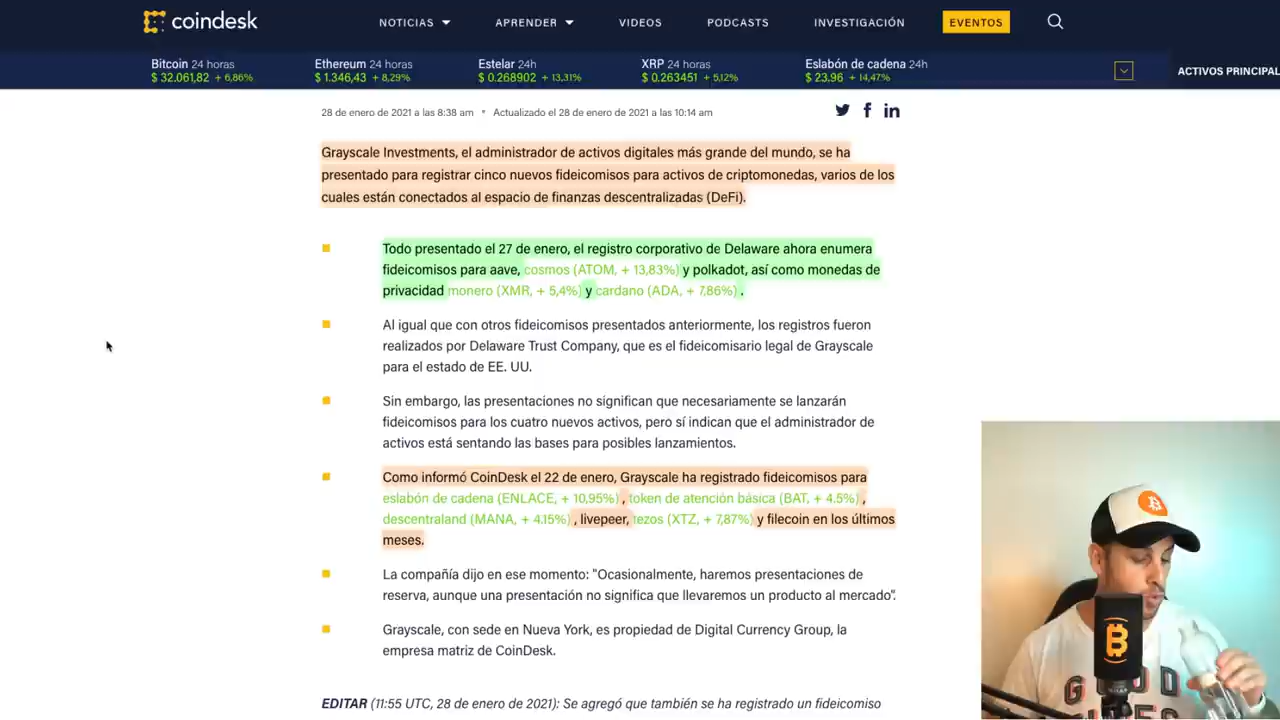 coindesk
NOTICIAS
APRENDER
VIDEOS
PODCASTS
INVESTIGACIÓN
EVENTOS
Bitcoin 24 horas
$ 32.061,82 + 6,86%
Ethereum 24 horas
$ 1.346,43 + 8,29%
Estelar 24h
$ 0.268902 + 13,31%
XRP 24 horas
$ 0.263451 + 5,12%
Eslabón de cadena 24h
$ 23,96 + 14,47%
ACTIVOS PRINCIPAL
28 de enero de 2021 a las 8:38 am • Actualizado el 28 de enero de 2021 a las 10:14 am
Grayscale Investments, el administrador de activos digitales más grande del mundo, se ha
presentado para registrar cinco nuevos fideicomisos para activos de criptomonedas, varios de los
cuales están conectados al espacio de finanzas descentralizadas (DeFi).
Todo presentado el 27 de enero, el registro corporativo de Delaware ahora enumera
fideicomisos para aave, cosmos (ATOM, + 13,83%) y polkadot, así como monedas de
privacidad monero (XMR, + 5,4%) y cardano (ADA, + 7,86%) .
Al igual que con otros fideicomisos presentados anteriormente, los registros fueron
realizados por Delaware Trust Company, que es el fideicomisario legal de Grayscale
para el estado de EE. UU.
Sin embargo, las presentaciones no significan que necesariamente se lanzarán
fideicomisos para los cuatro nuevos activos, pero sí indican que el administrador de
activos está sentando las bases para posibles lanzamientos.
Como informó CoinDesk el 22 de enero, Grayscale ha registrado fideicomisos para
eslabón de cadena (ENLACE, + 10,95%) , token de atención básica (BAT, + 4.5%) ,
descentraland (MANA, + 4.15%) , livepeer, tezos (XTZ, + 7,87%) y filecoin en los últimos
meses.
La compañía dijo en ese momento: "Ocasionalmente, haremos presentaciones de
reserva, aunque una presentación no significa que llevaremos un producto al mercado".
Grayscale, con sede en Nueva York, es propiedad de Digital Currency Group, la
empresa matriz de CoinDesk.
EDITAR (11:55 UTC, 28 de enero de 2021): Se agregó que también se ha registrado un fideicomiso